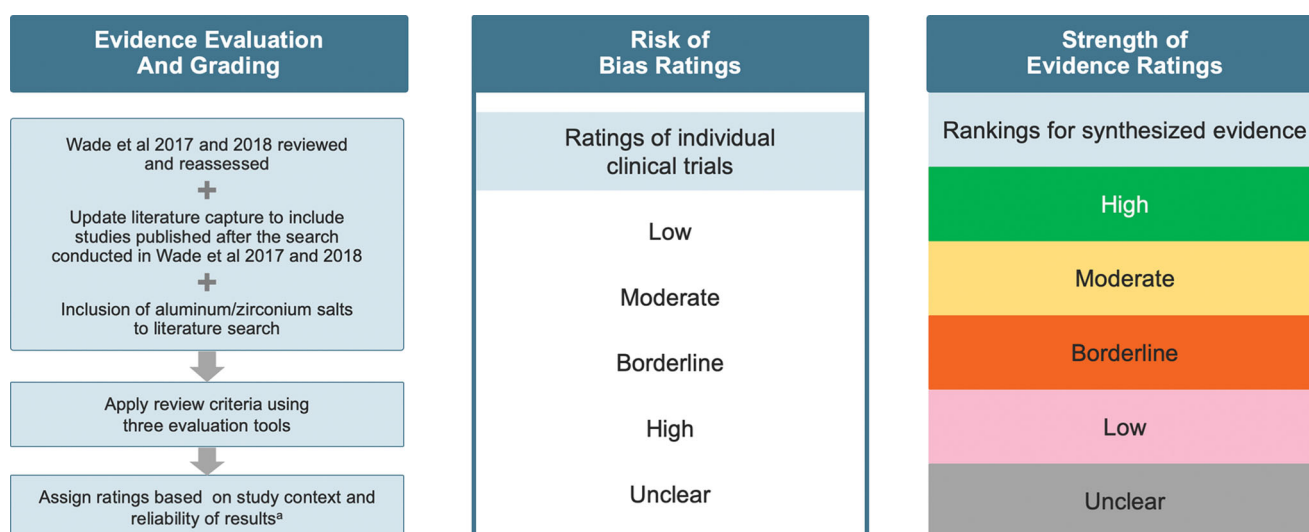 Evidence Evaluation
And Grading
Wade et al 2017 and 2018 reviewed
and reassessed
+
Update literature capture to include
studies published after the search
conducted in Wade et al 2017 and 2018
+
Inclusion of aluminum/zirconium salts
to literature search
Apply review criteria using
three evaluation tools
Assign ratings based on study context and
reliability of resultsᵃ
Risk of
Bias Ratings
Ratings of individual
clinical trials
Low
Moderate
Borderline
High
Unclear
Strength of
Evidence Ratings
Rankings for synthesized evidence
High
Moderate
Borderline
Low
Unclear